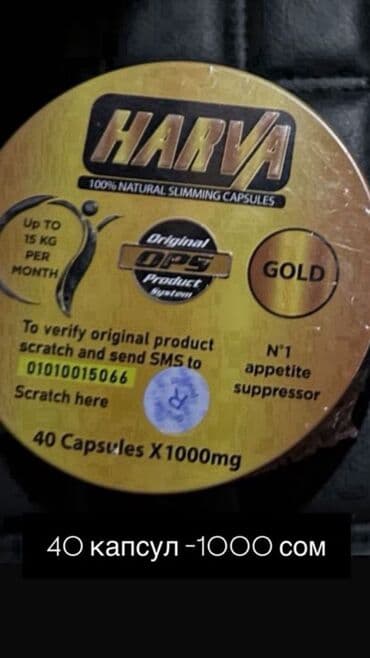 HARVA
100% NATURAL SLIMMING CAPSULES
Up TO
15 KG
PER
MONTH
Original
OPS
Product
System
GOLD
To verify original product
scratch and send SMS to
01010015066
Scratch here
N°1
appetite
suppressor
R
40 Capsules X1000mg
40 капсул -1000 сом